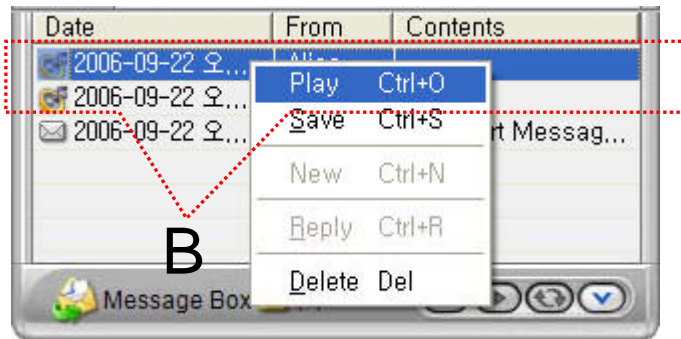 Date From Contents
2006-09-22 오... Alice
2006-09-22 오...
2006-09-22 오... rt Messag...
Play Ctrl+O
Save Ctrl+S
New Ctrl+N
Reply Ctrl+R
Delete Del
B
Message Box